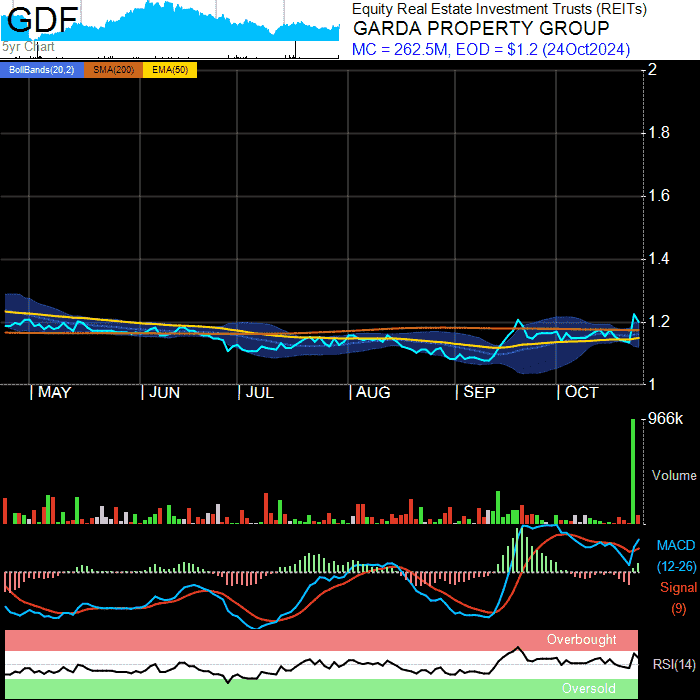 GDF
5yr Chart
Equity Real Estate Investment Trusts (REITs)
GARDA PROPERTY GROUP
MC = 262.5M, EOD = $1.2 (24Oct2024)
BollBands(20,2) SMA(200) EMA(50)
2
1.8
1.6
1.4
1.2
1
MAY JUN JUL AUG SEP OCT
966k
Volume
MACD
(12-26)
Signal
(9)
Overbought
RSI(14)
Oversold